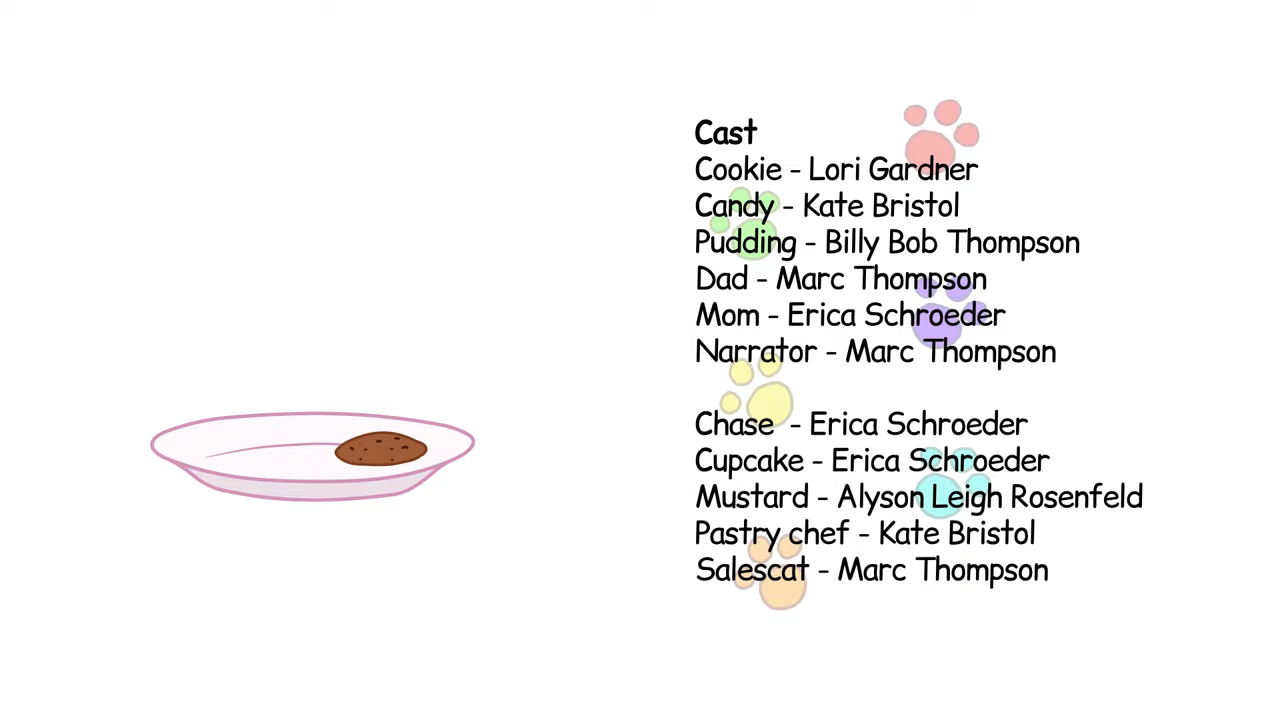 Cast
Cookie - Lori Gardner
Candy - Kate Bristol
Pudding - Billy Bob Thompson
Dad - Marc Thompson
Mom - Erica Schroeder
Narrator - Marc Thompson
Chase - Erica Schroeder
Cupcake - Erica Schroeder
Mustard - Alyson Leigh Rosenfeld
Pastry chef - Kate Bristol
Salescat - Marc Thompson